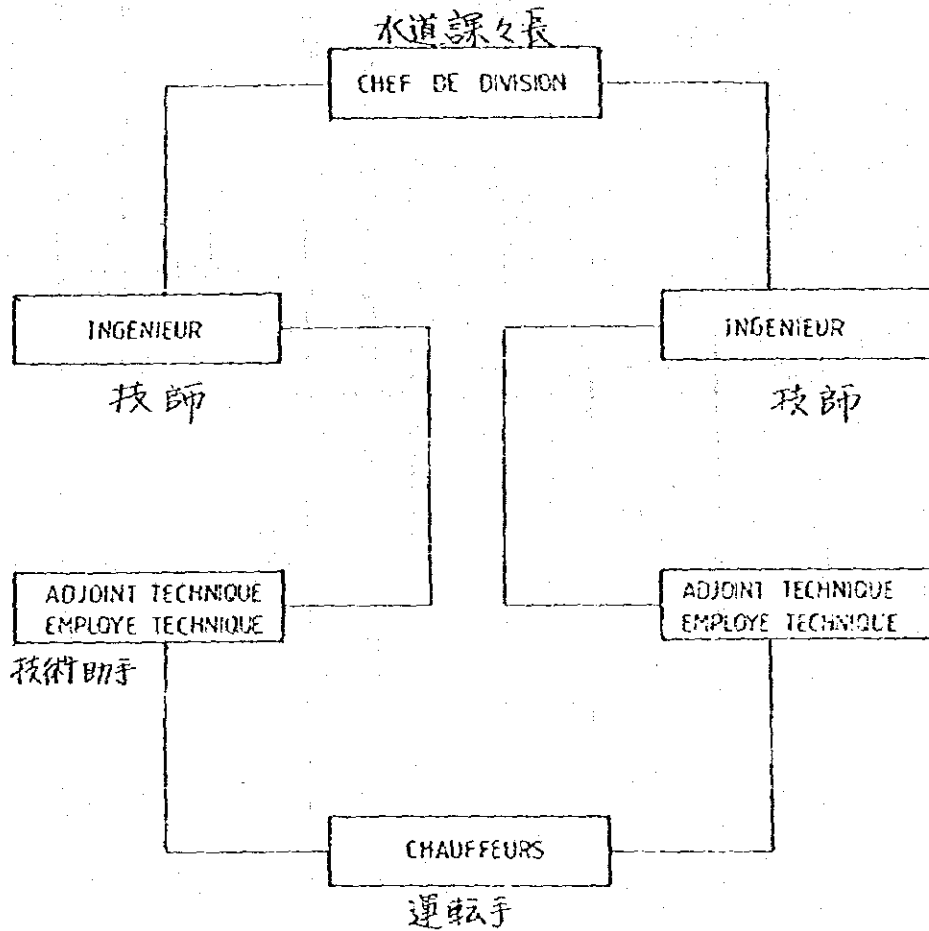 水道課々長
CHEF DE DIVISION
INGENIEUR
INGENIEUR
技師
技師
ADJOINT TECHNIQUE
EMPLOYE TECHNIQUE
ADJOINT TECHNIQUE
EMPLOYE TECHNIQUE
技術助手
CHAUFFEURS
運転手